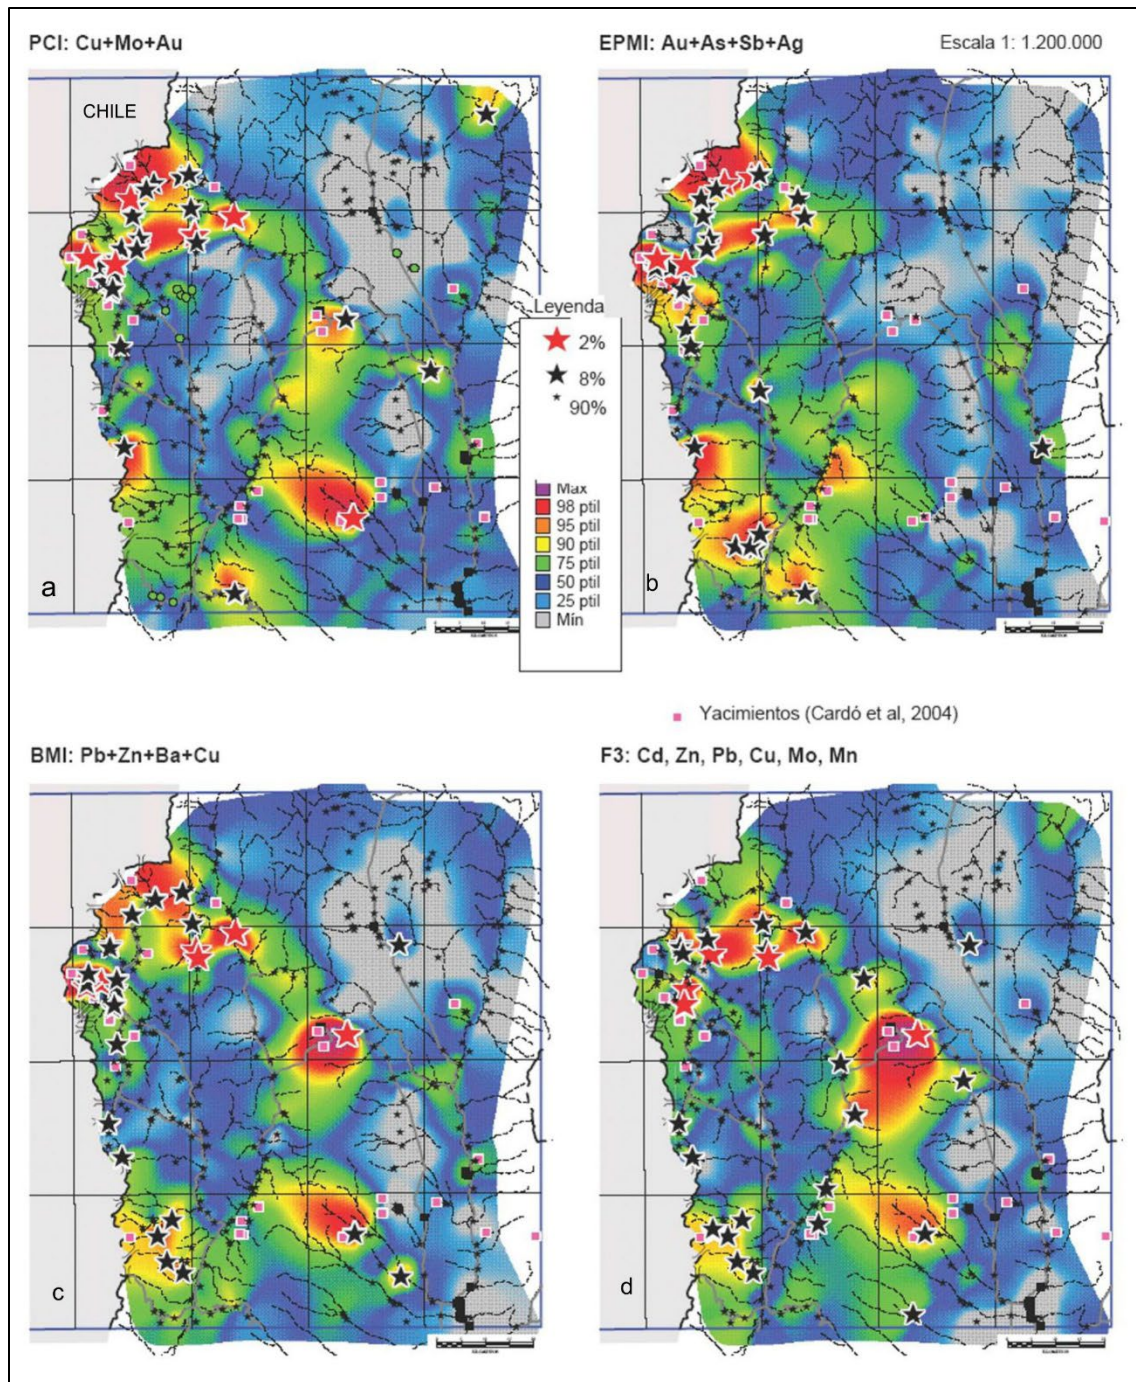 PCI: Cu+Mo+Au
EPMI: Au+As+Sb+Ag
Escala 1: 1.200.000
CHILE
Leyenda
2%
8%
90%
Max
98 ptil
95 ptil
90 ptil
75 ptil
50 ptil
25 ptil
Mín
a
b
Yacimientos (Cardó et al, 2004)
BMI: Pb+Zn+Ba+Cu
F3: Cd, Zn, Pb, Cu, Mo, Mn
c
d